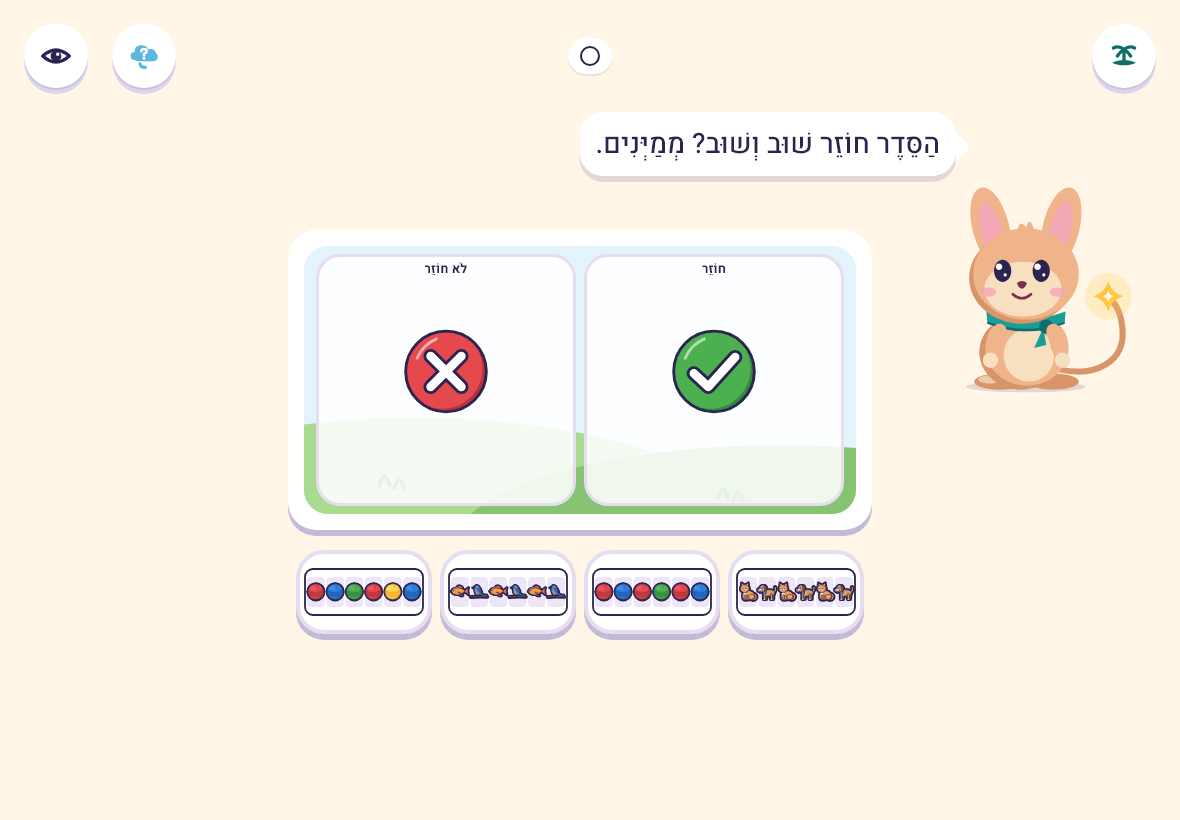 הַסֵּדֶר חוֹזֵר שׁוּב וְשׁוּב? מְמַיְּנִים.
חוֹזֵר
לֹא חוֹזֵר